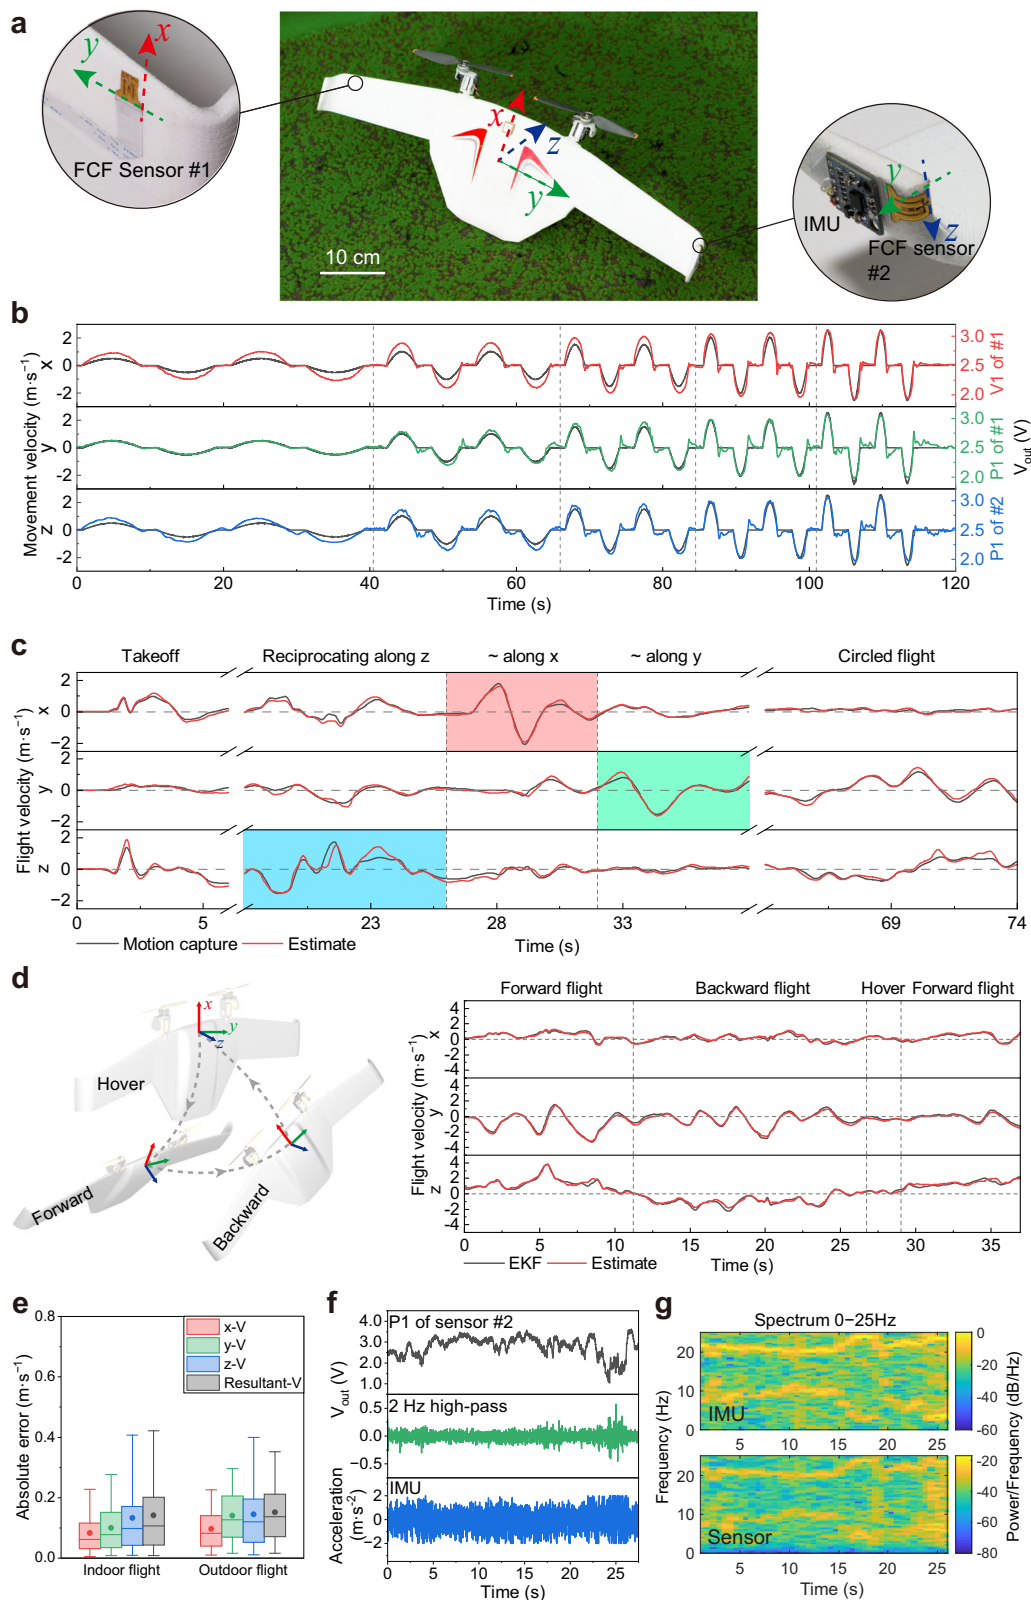 a
x
y
FCF Sensor #1
x
z
y
10 cm
y
IMU
z
FCF sensor
#2
b
Movement velocity (m·s⁻¹)
x
2
0
-2
3.0
2.5
2.0
V1 of #1
y
2
0
-2
3.0
2.5
2.0
P1 of #1
V_out (V)
z
2
0
-2
3.0
2.5
2.0
P1 of #2
0 20 40 60 80 100 120
Time (s)
c
Takeoff Reciprocating along z ~ along x ~ along y Circled flight
Flight velocity (m·s⁻¹)
x
2
0
−2
y
2
0
−2
z
2
0
−2
0 5 23 28 33 69 74
Motion capture Estimate Time (s)
d
x
y
z
Hover
Forward
Backward
Forward flight Backward flight Hover Forward flight
Flight velocity (m·s⁻¹)
x
4
2
0
-2
-4
y
4
2
0
-2
-4
z
4
2
0
-2
-4
0 5 10 15 20 25 30 35
EKF Estimate Time (s)
e
Absolute error (m·s⁻¹)
0.8
0.6
0.4
0.2
0.0
x-V
y-V
z-V
Resultant-V
Indoor flight Outdoor flight
f
P1 of sensor #2
V_out (V)
4.0
3.0
2.0
1.0
2 Hz high-pass
0.5
0.0
−0.5
IMU
Acceleration
(m·s⁻²)
2
0
−2
0 5 10 15 20 25
Time (s)
g
Spectrum 0−25Hz
Frequency (Hz)
20
10
0
IMU
5 10 15 20 25
0
-20
-40
-60
20
10
0
Sensor
5 10 15 20 25
-20
-40
-60
-80
Power/Frequency (dB/Hz)
Time (s)